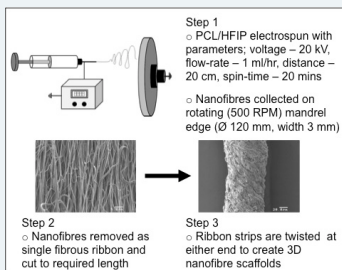 Step 1
○ PCL/HFIP electrospun with
parameters; voltage – 20 kV,
flow-rate – 1 ml/hr, distance –
20 cm, spin-time – 20 mins
○ Nanofibres collected on
rotating (500 RPM) mandrel
edge (Ø 120 mm, width 3 mm)
Step 2
○ Nanofibres removed as
single fibrous ribbon and
cut to required length
Step 3
○ Ribbon strips are twisted at
either end to create 3D
nanofibre scaffolds